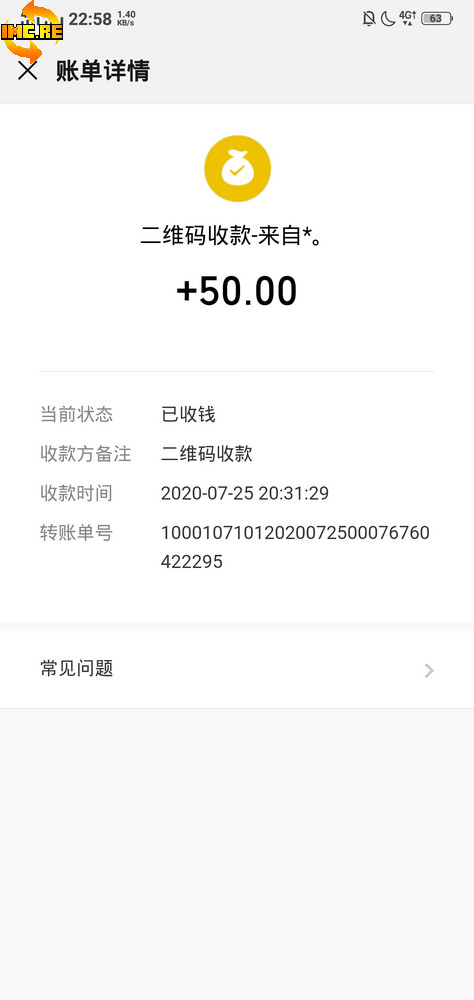 22:58 1.40 KB/s 4G 63
IMC.RE
账单详情
二维码收款-来自*。
+50.00
当前状态 已收钱
收款方备注 二维码收款
收款时间 2020-07-25 20:31:29
转账单号 10001071012020072500076760
422295
常见问题